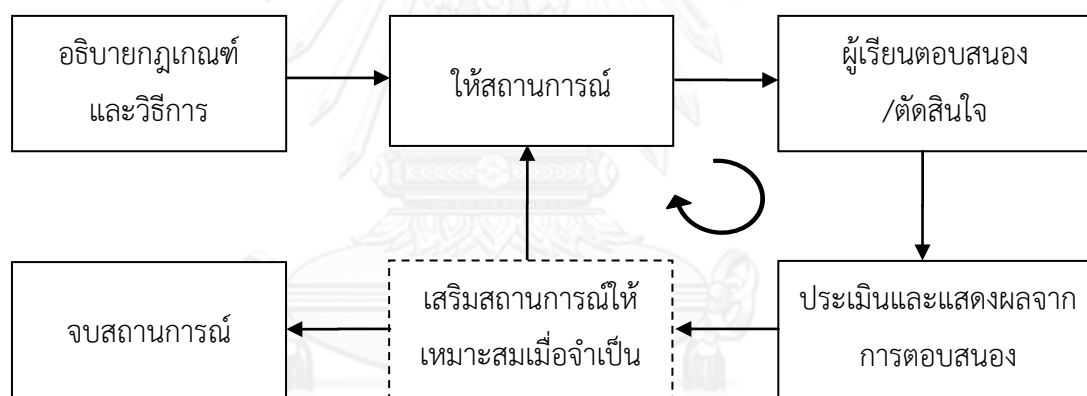 อธิบายกฎเกณฑ์
และวิธีการ
ให้สถานการณ์
ผู้เรียนตอบสนอง
/ตัดสินใจ
จบสถานการณ์
เสริมสถานการณ์ให้
เหมาะสมเมื่อจำเป็น
ประเมินและแสดงผลจาก
การตอบสนอง